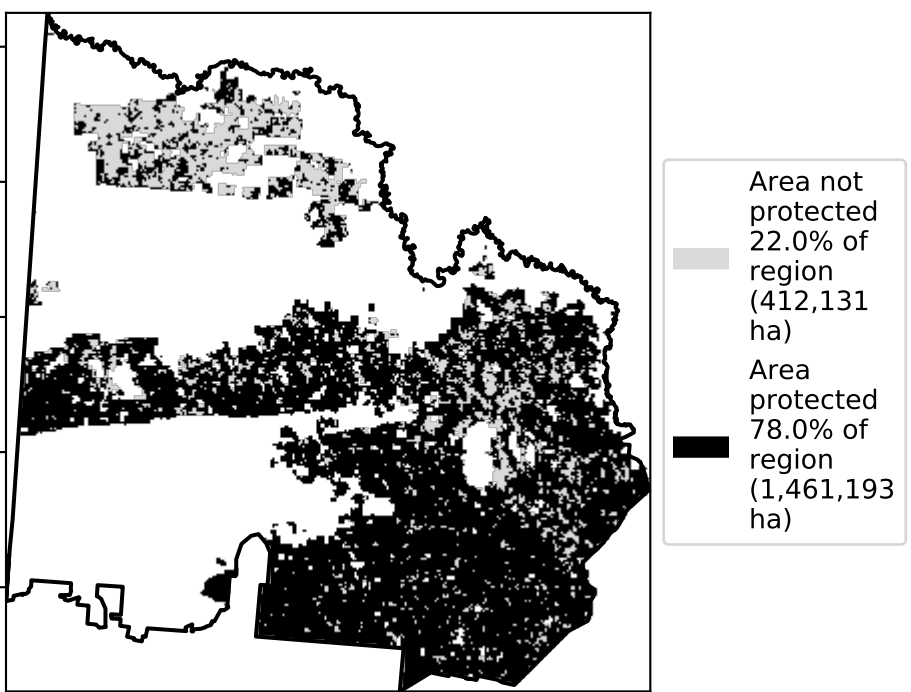 Area not
protected
22.0% of
region
(412,131
ha)
Area
protected
78.0% of
region
(1,461,193
ha)